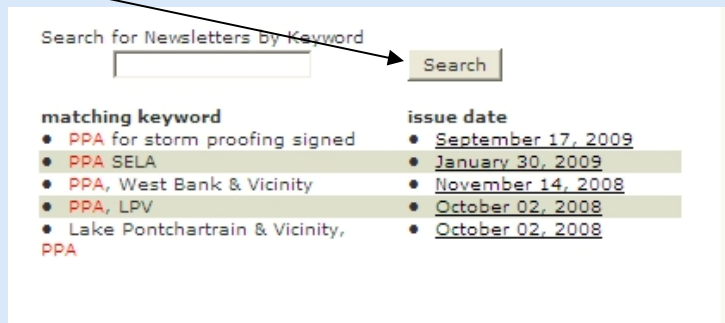 Search for Newsletters by Keyword
Search
matching keyword issue date
• PPA for storm proofing signed • September 17, 2009
• PPA SELA • January 30, 2009
• PPA, West Bank & Vicinity • November 14, 2008
• PPA, LPV • October 02, 2008
• Lake Pontchartrain & Vicinity, • October 02, 2008
PPA